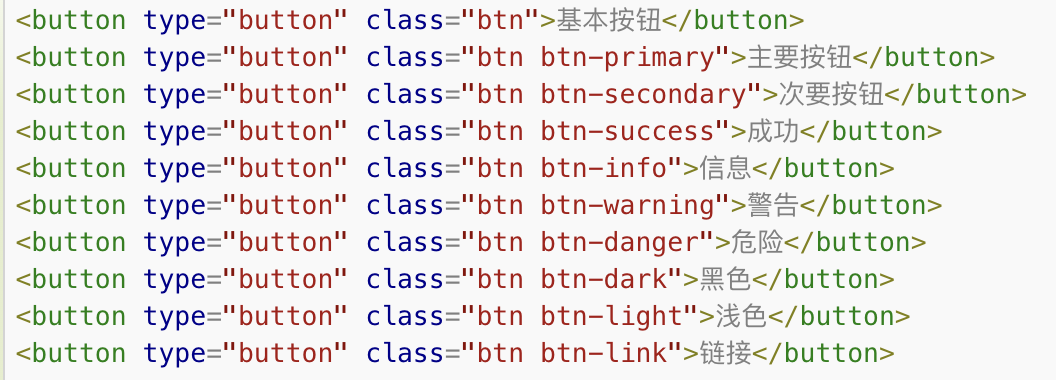 <button type="button" class="btn">基本按钮</button>
<button type="button" class="btn btn-primary">主要按钮</button>
<button type="button" class="btn btn-secondary">次要按钮</button>
<button type="button" class="btn btn-success">成功</button>
<button type="button" class="btn btn-info">信息</button>
<button type="button" class="btn btn-warning">警告</button>
<button type="button" class="btn btn-danger">危险</button>
<button type="button" class="btn btn-dark">黑色</button>
<button type="button" class="btn btn-light">浅色</button>
<button type="button" class="btn btn-link">链接</button>